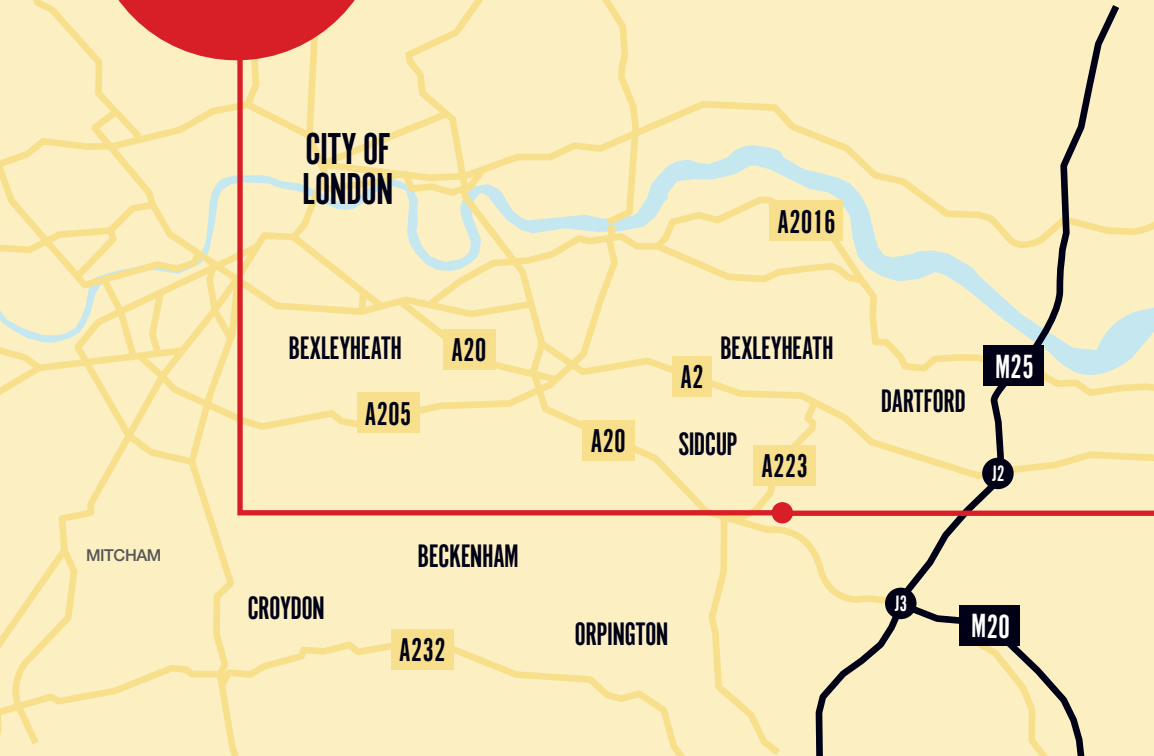 CITY OF
LONDON
A2016
BEXLEYHEATH
A20
BEXLEYHEATH
M25
A2
DARTFORD
A205
A20
SIDCUP
A223
J2
MITCHAM
BECKENHAM
CROYDON
J3
ORPINGTON
M20
A232